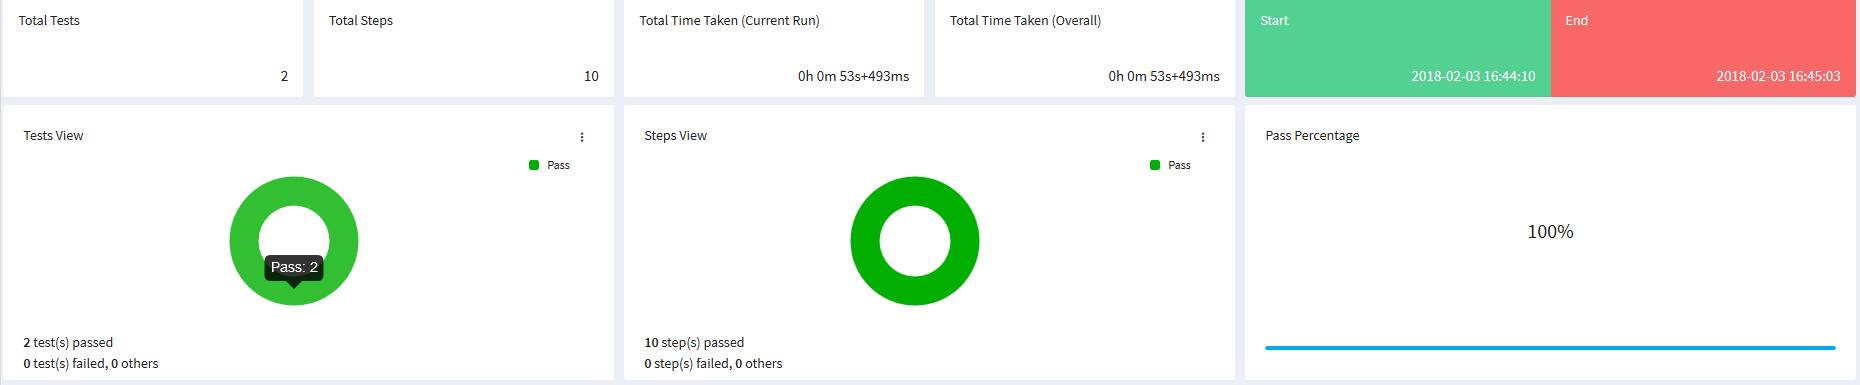 Total Tests
2
Total Steps
10
Total Time Taken (Current Run)
0h 0m 53s+493ms
Total Time Taken (Overall)
0h 0m 53s+493ms
Start
2018-02-03 16:44:10
End
2018-02-03 16:45:03
Tests View
Pass
Pass: 2
2 test(s) passed
0 test(s) failed, 0 others
Steps View
Pass
10 step(s) passed
0 step(s) failed, 0 others
Pass Percentage
100%